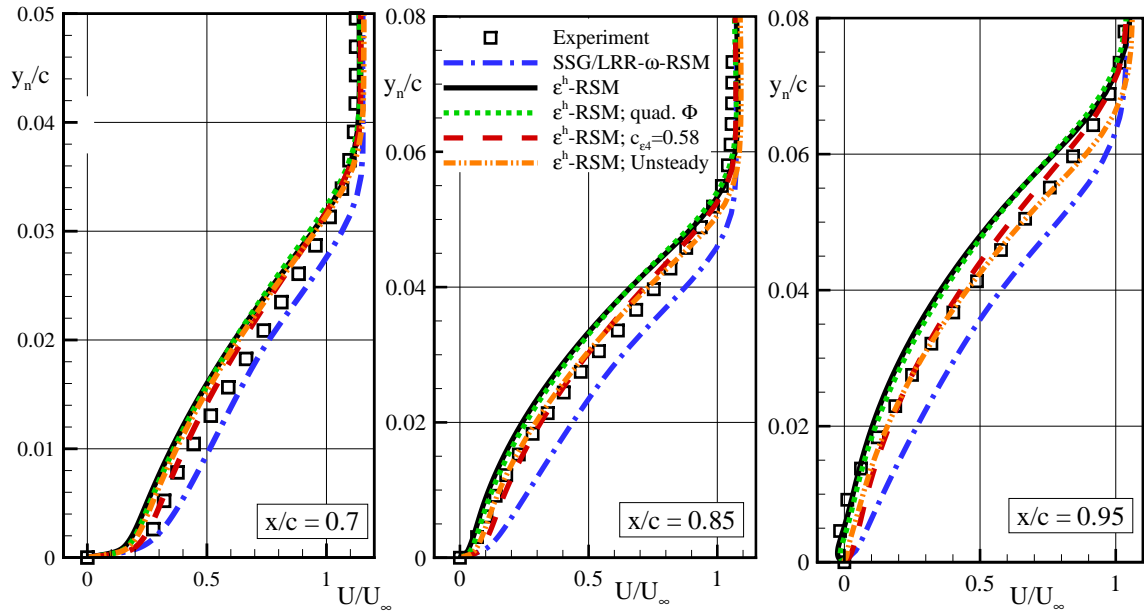 0.05
y_n/c
0.04
0.03
0.02
0.01
0
0
0.5
1
U/U_∞
x/c = 0.7
0.08
y_n/c
0.06
0.04
0.02
0
0
0.5
1
U/U_∞
x/c = 0.85
Experiment
SSG/LRR-ω-RSM
ε^h-RSM
ε^h-RSM; quad. Φ
ε^h-RSM; c_ε4=0.58
ε^h-RSM; Unsteady
0.08
y_n/c
0.06
0.04
0.02
0
0
0.5
1
U/U_∞
x/c = 0.95